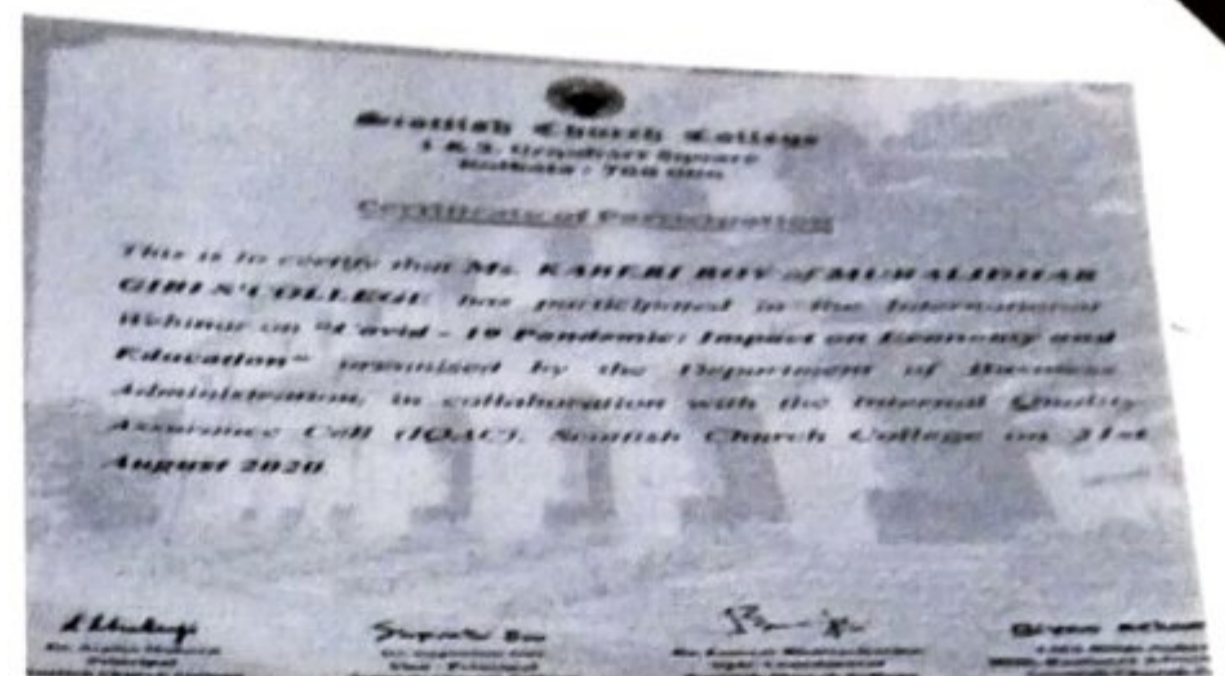 Scottish Church College
1 & 3, Urquhart Square
Kolkata - 700 006
Certificate of Participation
This is to certify that Ms. KABERI ROY of MURALIDHAR
GIRLS' COLLEGE has participated in the International
Webinar on "Covid - 19 Pandemic: Impact on Economy and
Education" organised by the Department of Business
Administration, in collaboration with the Internal Quality
Assurance Cell (IQAC), Scottish Church College on 21st
August 2020
Principal
Vice Principal